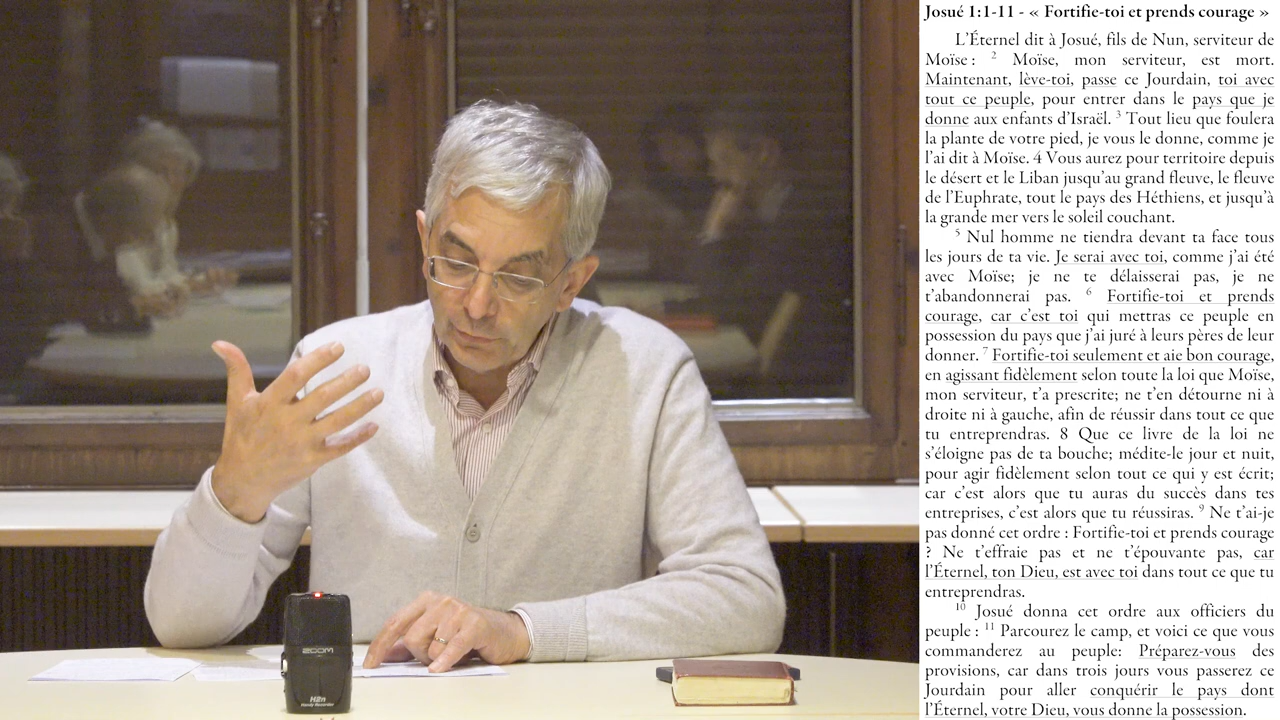 Josué 1:1-11 - « Fortifie-toi et prends courage »
L’Éternel dit à Josué, fils de Nun, serviteur de
Moïse : 2 Moïse, mon serviteur, est mort.
Maintenant, lève-toi, passe ce Jourdain, toi avec
tout ce peuple, pour entrer dans le pays que je
donne aux enfants d’Israël. 3 Tout lieu que foulera
la plante de votre pied, je vous le donne, comme je
l’ai dit à Moïse. 4 Vous aurez pour territoire depuis
le désert et le Liban jusqu’au grand fleuve, le fleuve
de l’Euphrate, tout le pays des Héthiens, et jusqu’à
la grande mer vers le soleil couchant.
5 Nul homme ne tiendra devant ta face tous
les jours de ta vie. Je serai avec toi, comme j’ai été
avec Moïse; je ne te délaisserai pas, je ne
t’abandonnerai pas. 6 Fortifie-toi et prends
courage, car c’est toi qui mettras ce peuple en
possession du pays que j’ai juré à leurs pères de leur
donner. 7 Fortifie-toi seulement et aie bon courage,
en agissant fidèlement selon toute la loi que Moïse,
mon serviteur, t’a prescrite; ne t’en détourne ni à
droite ni à gauche, afin de réussir dans tout ce que
tu entreprendras. 8 Que ce livre de la loi ne
s’éloigne pas de ta bouche; médite-le jour et nuit,
pour agir fidèlement selon tout ce qui y est écrit;
car c’est alors que tu auras du succès dans tes
entreprises, c’est alors que tu réussiras. 9 Ne t’ai-je
pas donné cet ordre : Fortifie-toi et prends courage
? Ne t’effraie pas et ne t’épouvante pas, car
l’Éternel, ton Dieu, est avec toi dans tout ce que tu
entreprendras.
10 Josué donna cet ordre aux officiers du
peuple : 11 Parcourez le camp, et voici ce que vous
commanderez au peuple: Préparez-vous des
provisions, car dans trois jours vous passerez ce
Jourdain pour aller conquérir le pays dont
l’Éternel, votre Dieu, vous donne la possession.
zoom
H2n
Handy Recorder